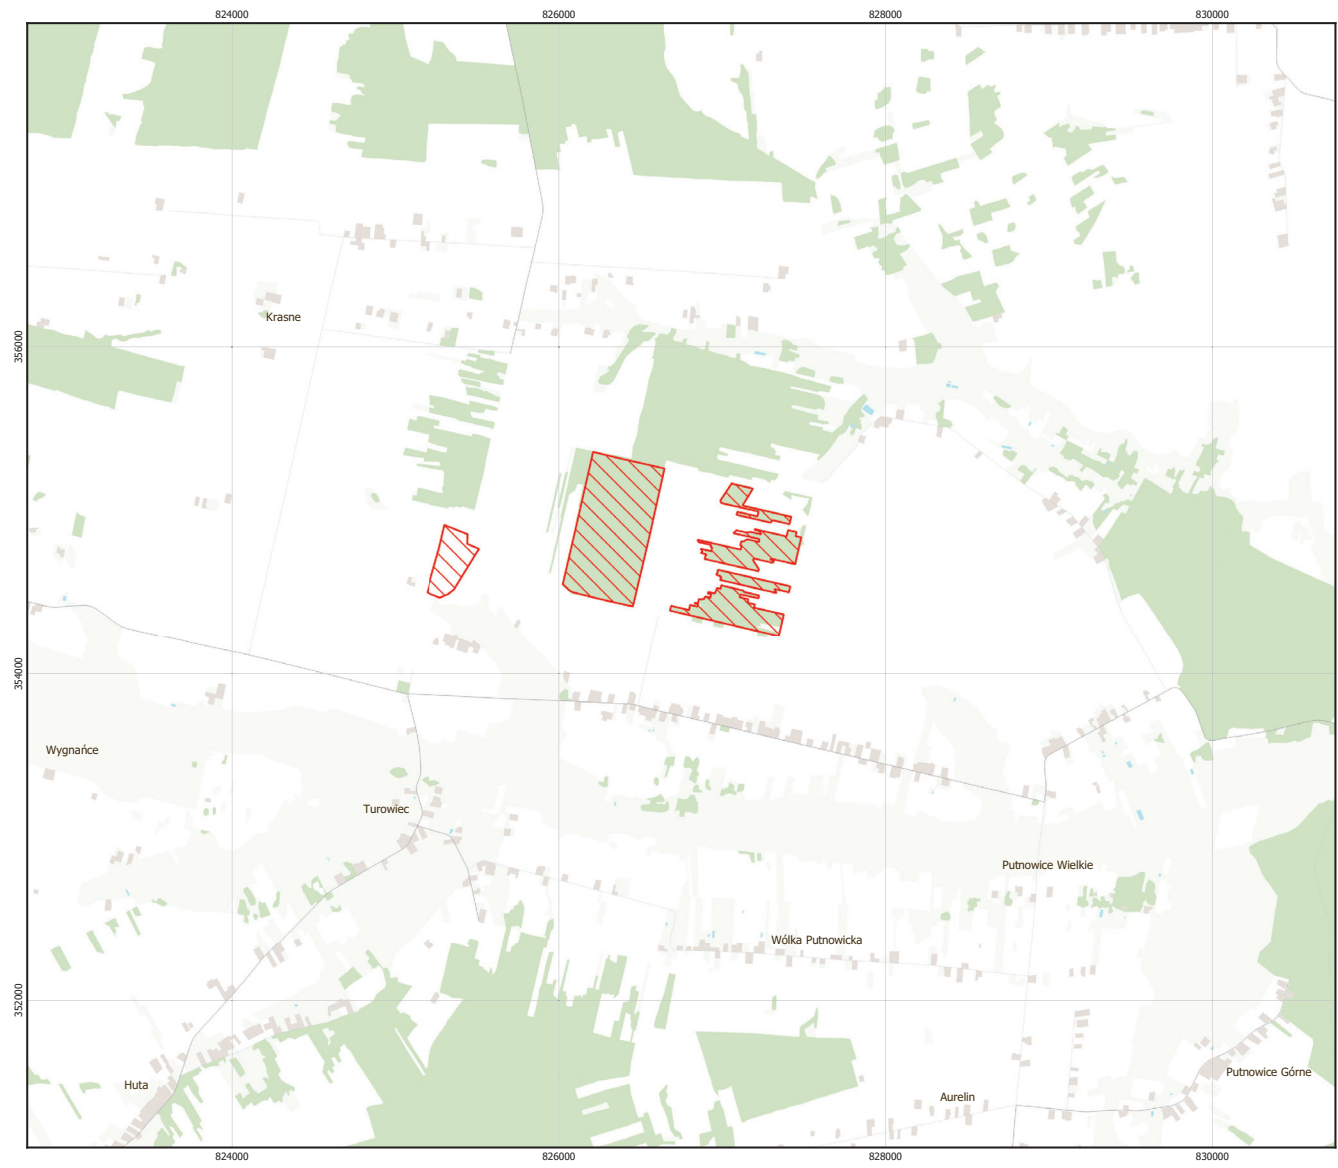 824000
826000
828000
830000
356000
354000
352000
Krasne
Wygnańce
Turowiec
Putnowice Wielkie
Wólka Putnowicka
Huta
Aurelin
Putnowice Górne
824000
826000
828000
830000